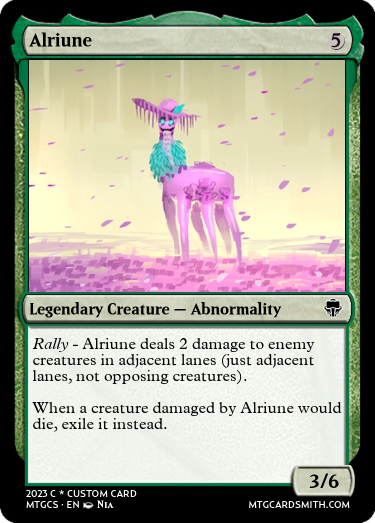 Alriune 5
Legendary Creature — Abnormality
Rally - Alriune deals 2 damage to enemy
creatures in adjacent lanes (just adjacent
lanes, not opposing creatures).
When a creature damaged by Alriune would
die, exile it instead.
3/6
2023 C * CUSTOM CARD
MTGCS · EN NIA
MTGCARDSMITH.COM